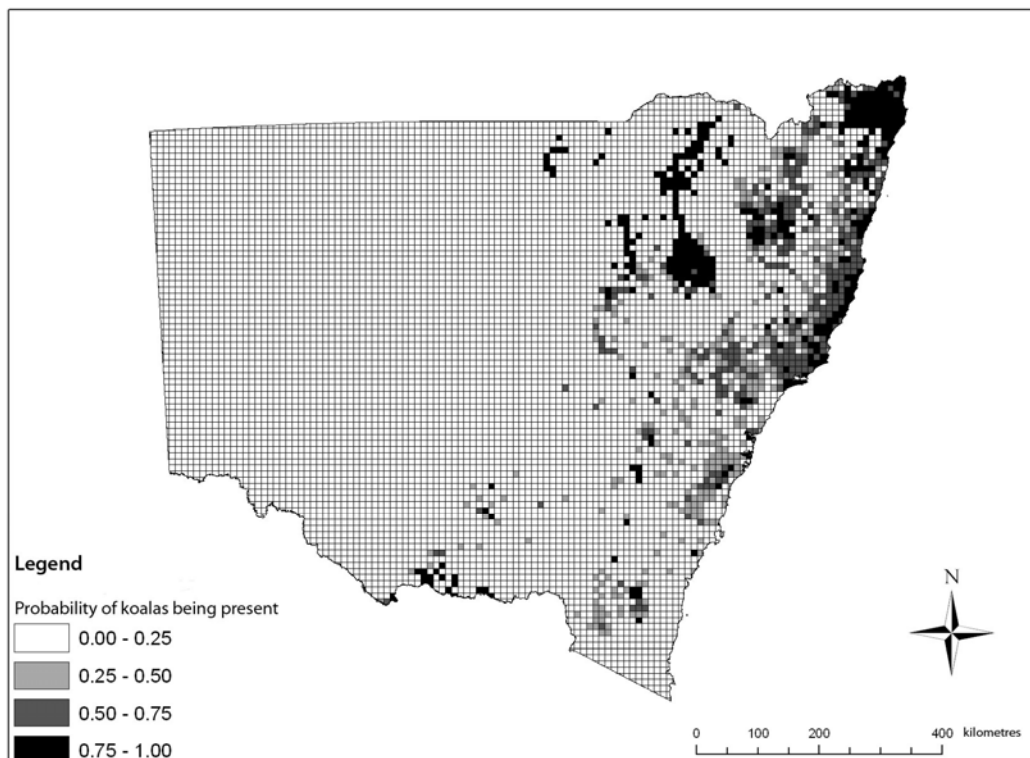 Legend
Probability of koalas being present
0.00 - 0.25
0.25 - 0.50
0.50 - 0.75
0.75 - 1.00
N
0 100 200 400 kilometres